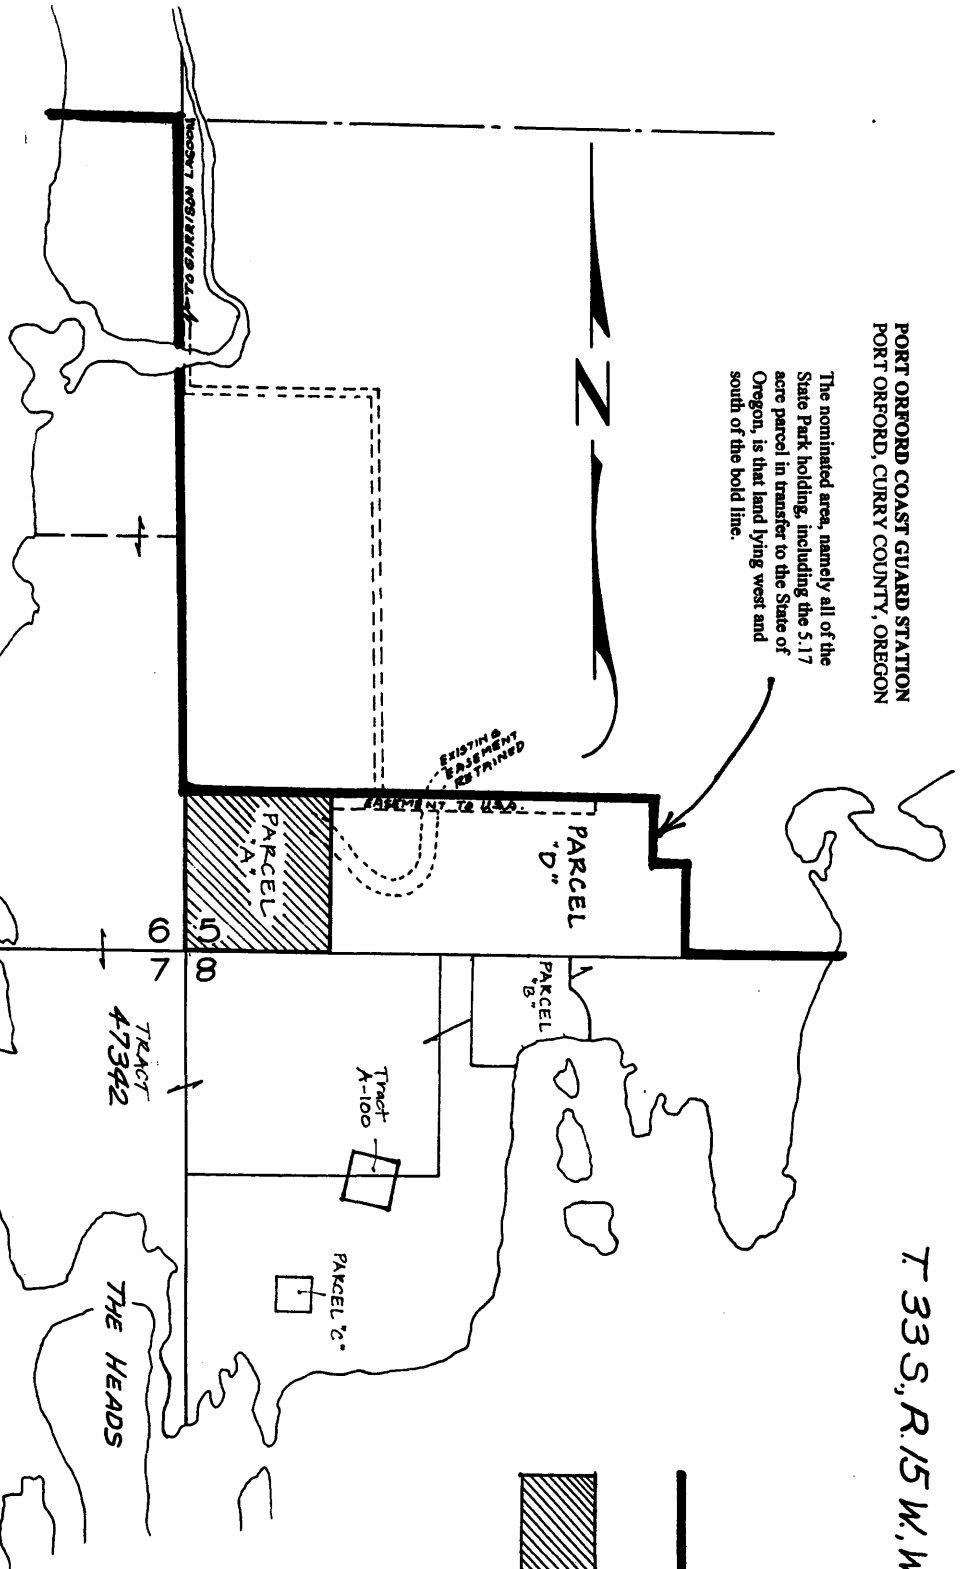 PORT ORFORD COAST GUARD STATION
PORT ORFORD, CURRY COUNTY, OREGON
The nominated area, namely all of the
State Park holding, including the 5.17
acre parcel in transfer to the State of
Oregon, is that land lying west and
south of the bold line.
T. 33 S., R. 15 W., W
N
TO GARRISON LAGOON
EXISTING
EASEMENT
RETAINED
EASEMENT TO U.S.A.
PARCEL
"D"
PARCEL
"A"
6 5
7 8
PARCEL
"B"
TRACT
47342
Tract
A-100
PARCEL "C"
THE HEADS